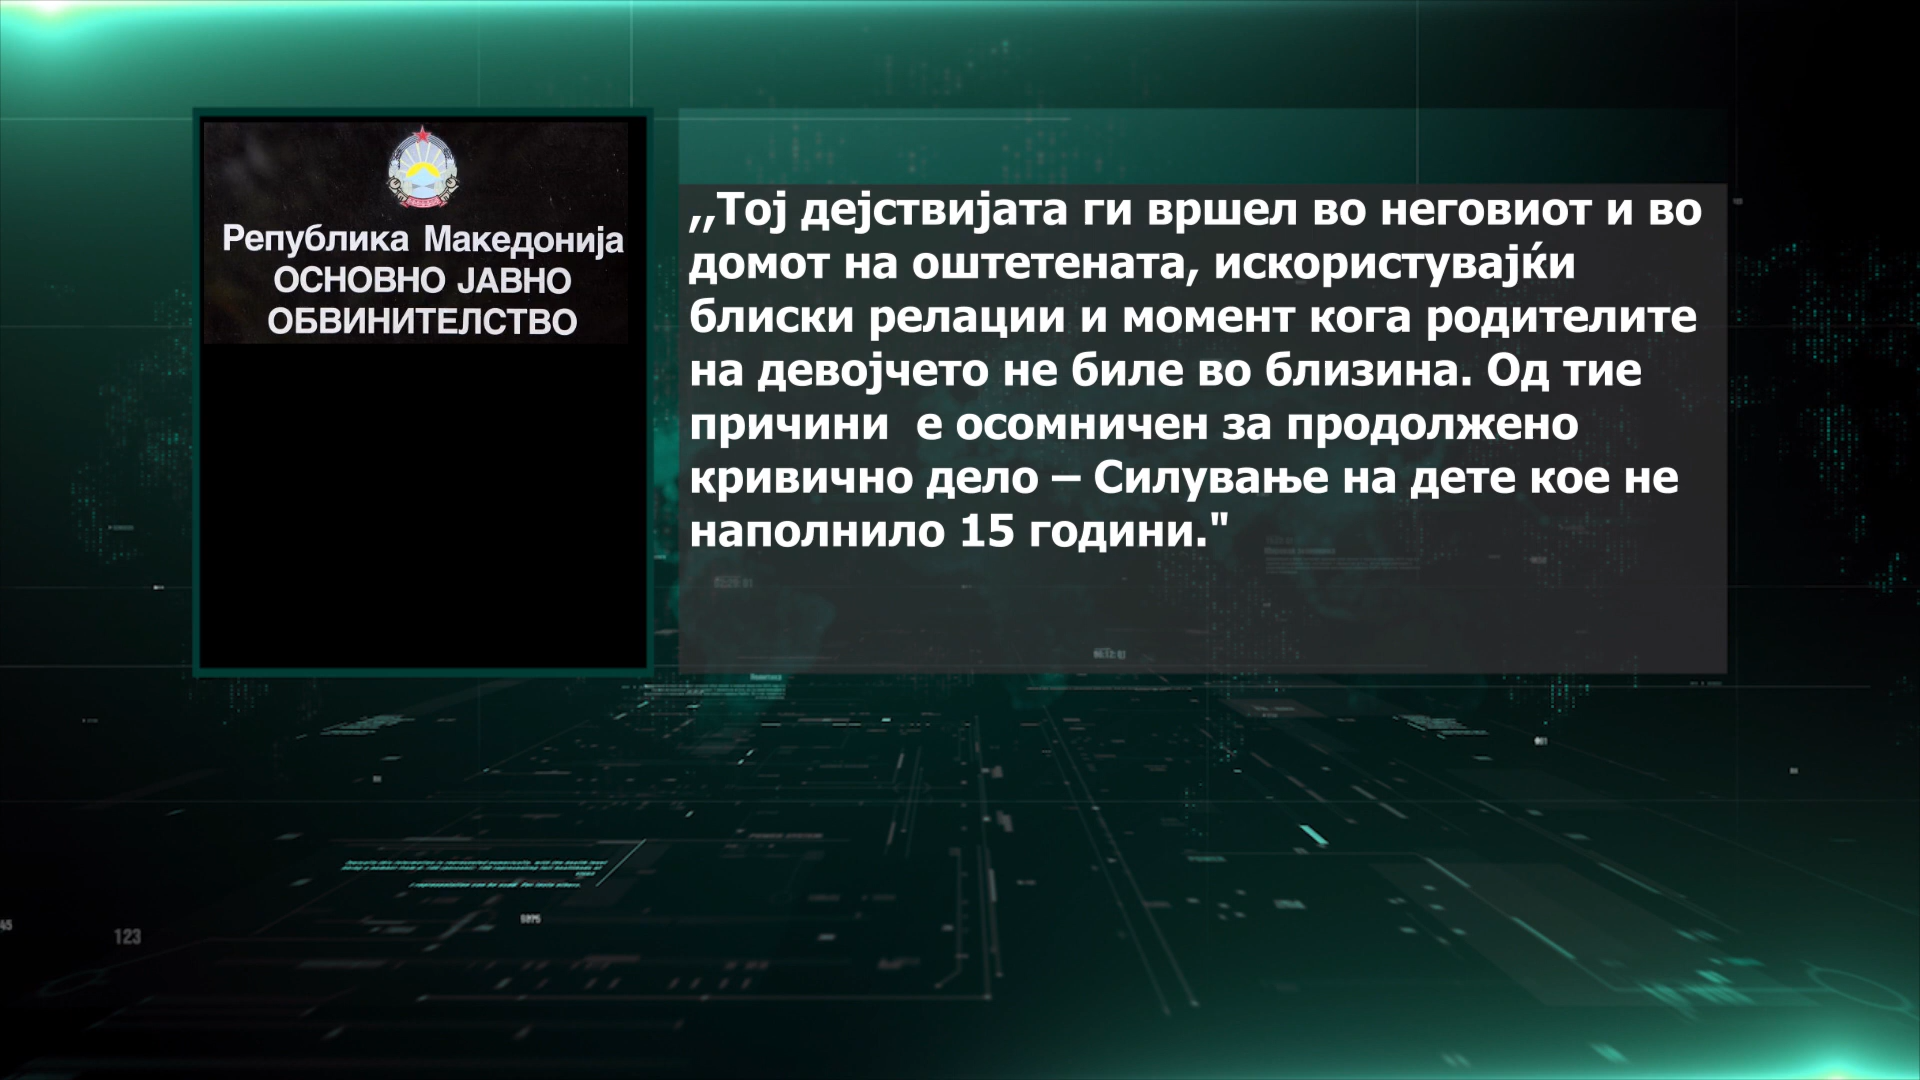 Република Македонија
ОСНОВНО ЈАВНО
ОБВИНИТЕЛСТВО
,,Тој дејствијата ги вршел во неговиот и во
домот на оштетената, искористувајќи
блиски релации и момент кога родителите
на девојчето не биле во близина. Од тие
причини  е осомничен за продолжено
кривично дело – Силување на дете кое не
наполнило 15 години."
123